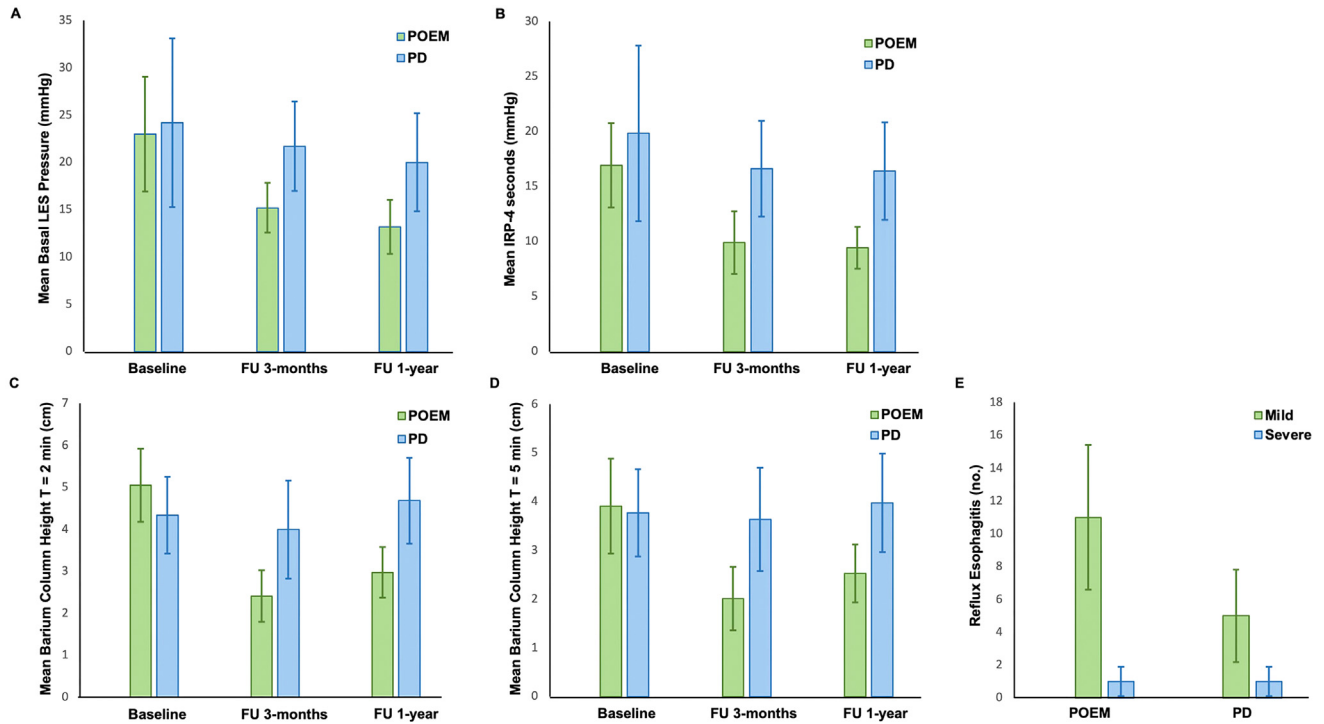 A
Mean Basal LES Pressure (mmHg)
35
30
25
20
15
10
5
0
POEM
PD
Baseline
FU 3-months
FU 1-year
B
Mean IRP-4 seconds (mmHg)
30
25
20
15
10
5
0
POEM
PD
Baseline
FU 3-months
FU 1-year
C
Mean Barium Column Height T = 2 min (cm)
7
6
5
4
3
2
1
0
POEM
PD
Baseline
FU 3-months
FU 1-year
D
Mean Barium Column Height T = 5 min (cm)
6
5
4
3
2
1
0
POEM
PD
Baseline
FU 3-months
FU 1-year
E
Reflux Esophagitis (no.)
18
16
14
12
10
8
6
4
2
0
Mild
Severe
POEM
PD